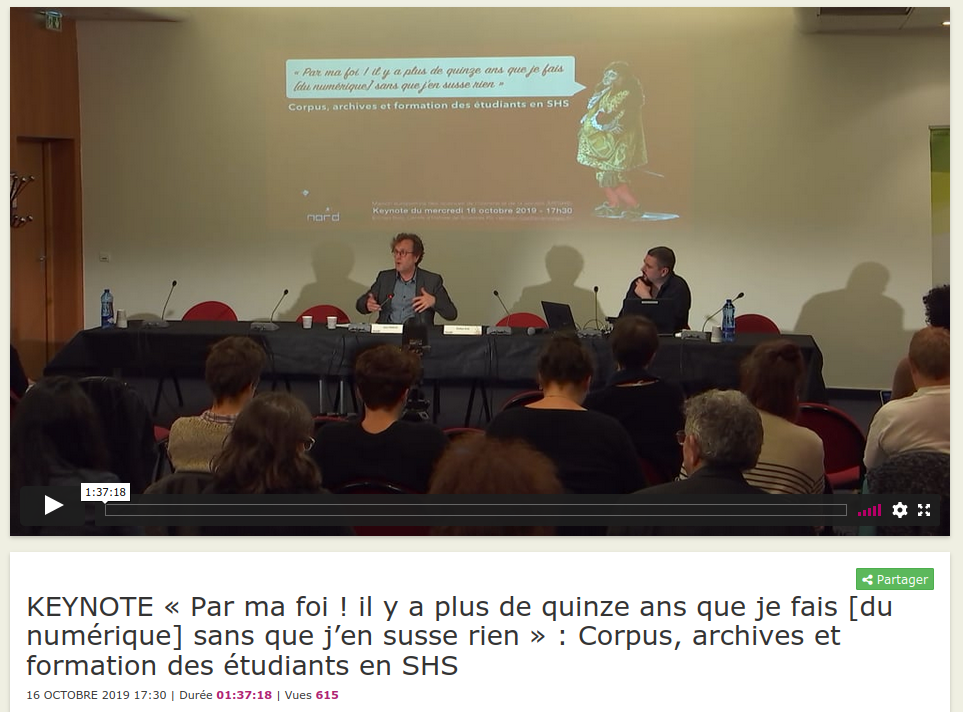 « Par ma foi ! il y a plus de quinze ans que je fais
[du numérique] sans que j'en susse rien »
Corpus, archives et formation des étudiants en SHS
nord
Keynote du mercredi 16 octobre 2019 - 17h30
1:37:18
Partager
KEYNOTE « Par ma foi ! il y a plus de quinze ans que je fais [du
numérique] sans que j’en susse rien » : Corpus, archives et
formation des étudiants en SHS
16 OCTOBRE 2019 17:30 | Durée 01:37:18 | Vues 615